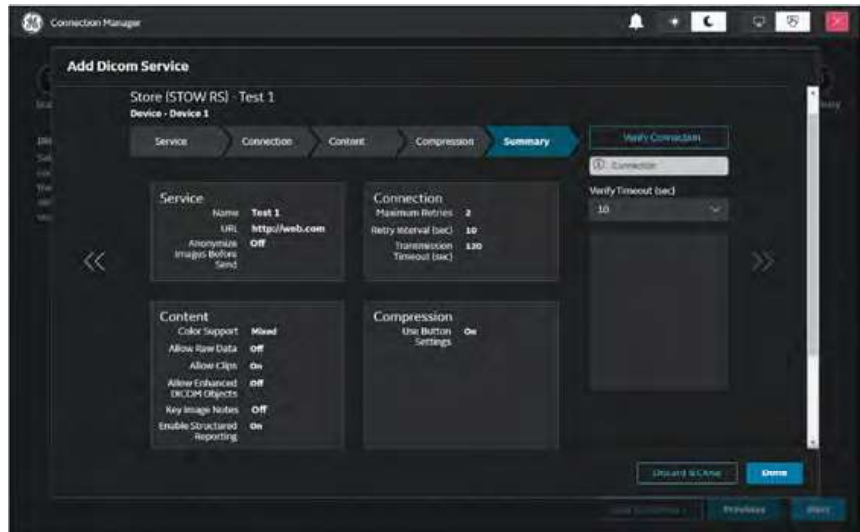 Connection Manager
Add Dicom Service
Store (STOW RS) - Test 1
Device - Device 1
Service Connection Content Compression Summary
Verify Connection
Connection
Verify Timeout (sec)
10
Service
Name Test 1
URL http://web.com
Anonymize Off
Images Before
Send
Connection
Maximum Retries 2
Retry Interval (sec) 10
Transmission 120
Timeout (sec)
Content
Color Support Mixed
Allow Raw Data Off
Allow Clips On
Allow Enhanced Off
DICOM Objects
Key Image Notes Off
Enable Structured On
Reporting
Compression
Use Button On
Settings
Discard & Close Done
Previous Next